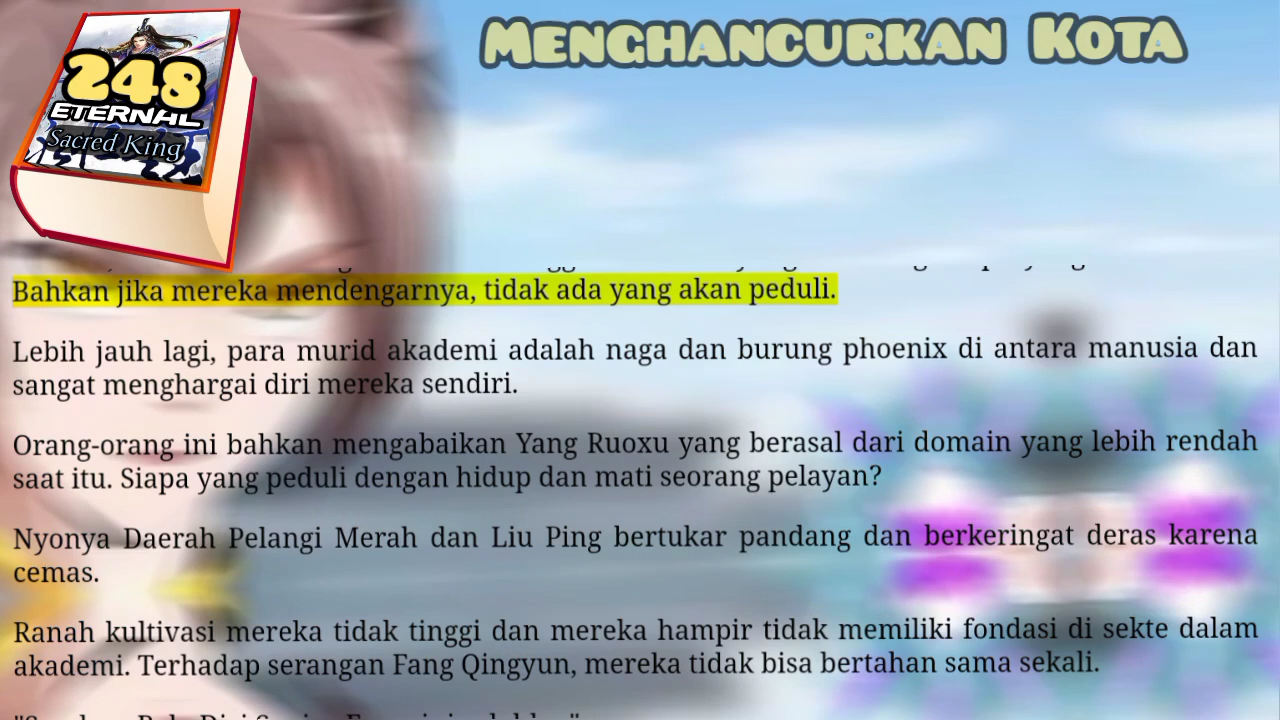 Menghancurkan Kota
248
ETERNAL
Sacred King
Bahkan jika mereka mendengarnya, tidak ada yang akan peduli.
Lebih jauh lagi, para murid akademi adalah naga dan burung phoenix di antara manusia dan
sangat menghargai diri mereka sendiri.
Orang-orang ini bahkan mengabaikan Yang Ruoxu yang berasal dari domain yang lebih rendah
saat itu. Siapa yang peduli dengan hidup dan mati seorang pelayan?
Nyonya Daerah Pelangi Merah dan Liu Ping bertukar pandang dan berkeringat deras karena
cemas.
Ranah kultivasi mereka tidak tinggi dan mereka hampir tidak memiliki fondasi di sekte dalam
akademi. Terhadap serangan Fang Qingyun, mereka tidak bisa bertahan sama sekali.